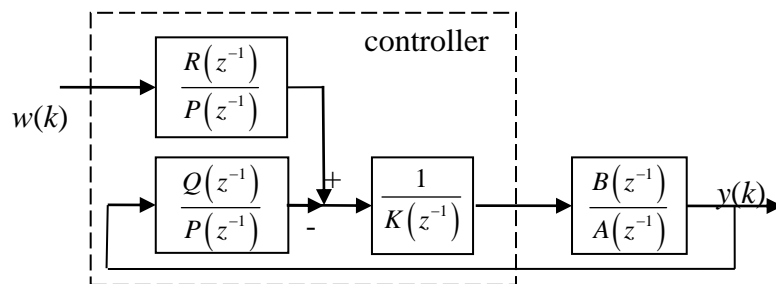 controller
R(z⁻¹)
P(z⁻¹)
w(k)
+
Q(z⁻¹)
P(z⁻¹)
-
1
K(z⁻¹)
B(z⁻¹)
A(z⁻¹)
y(k)